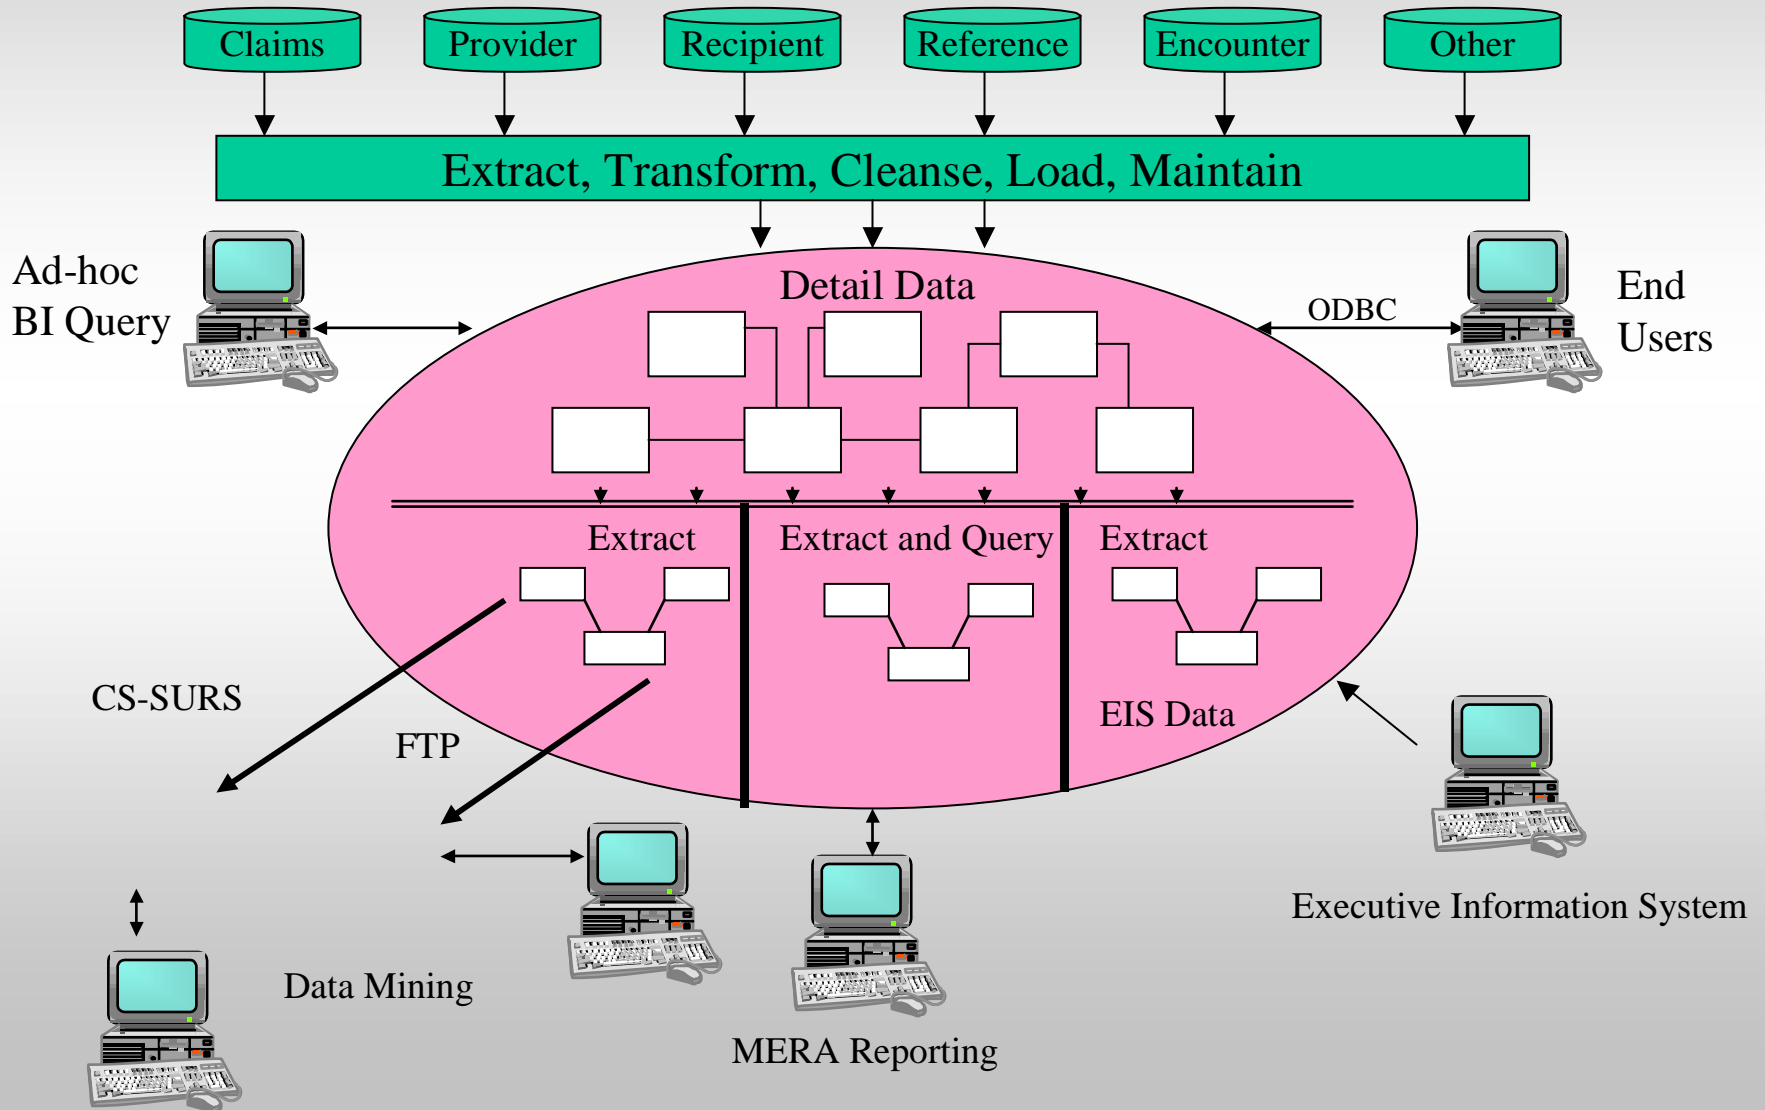 Claims
Provider
Recipient
Reference
Encounter
Other
Extract, Transform, Cleanse, Load, Maintain
Ad-hoc
BI Query
Detail Data
ODBC
End
Users
Extract
Extract and Query
Extract
CS-SURS
FTP
EIS Data
Executive Information System
Data Mining
MERA Reporting